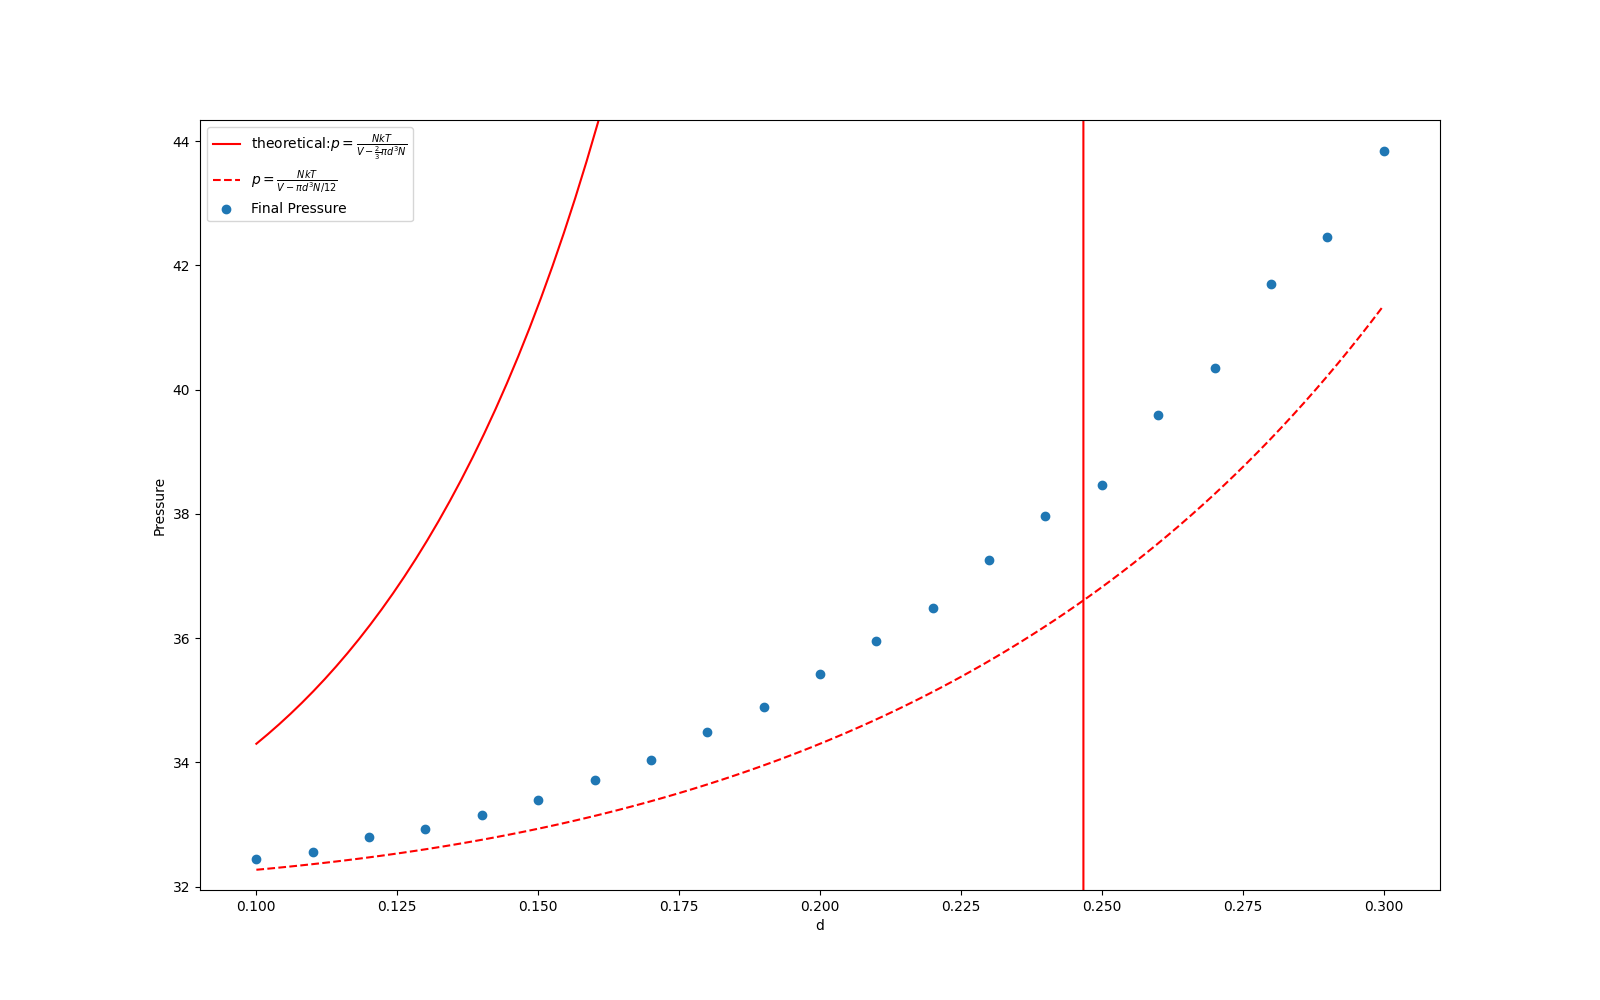 theoretical:p = NkT / (V − 2/3 πd³N)
p = NkT / (V − πd³N/12)
Final Pressure
44
42
40
38
36
34
32
Pressure
0.100 0.125 0.150 0.175 0.200 0.225 0.250 0.275 0.300
d